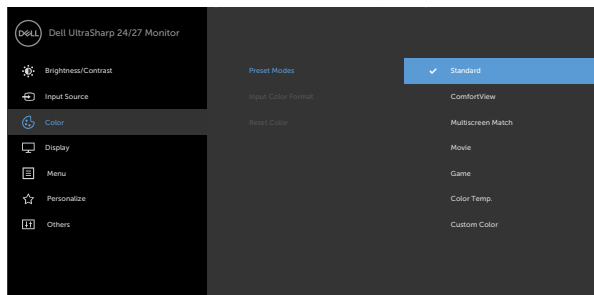 DELL Dell UltraSharp 24/27 Monitor
Brightness/Contrast Preset Modes Standard
Input Source Input Color Format ComfortView
Color Reset Color Multiscreen Match
Display Movie
Menu Game
Personalize Color Temp.
Others Custom Color